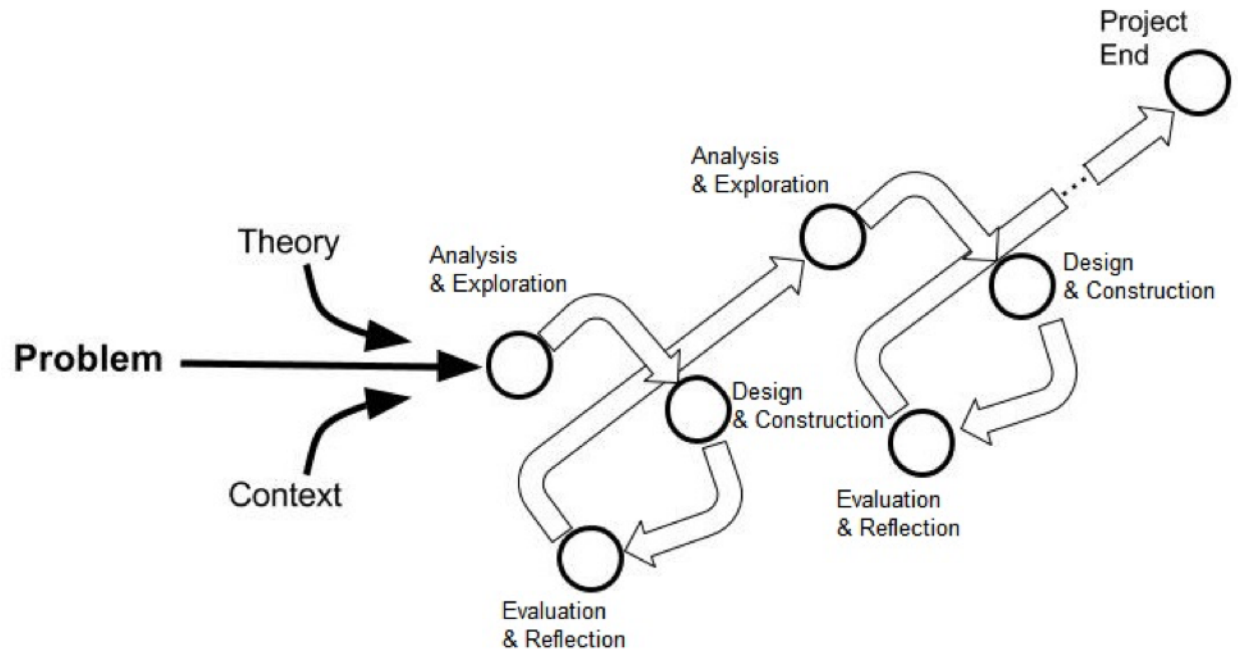 Project
End
Analysis
& Exploration
Theory
Analysis
& Exploration
Design
& Construction
Problem
Design
& Construction
Context
Evaluation
& Reflection
Evaluation
& Reflection